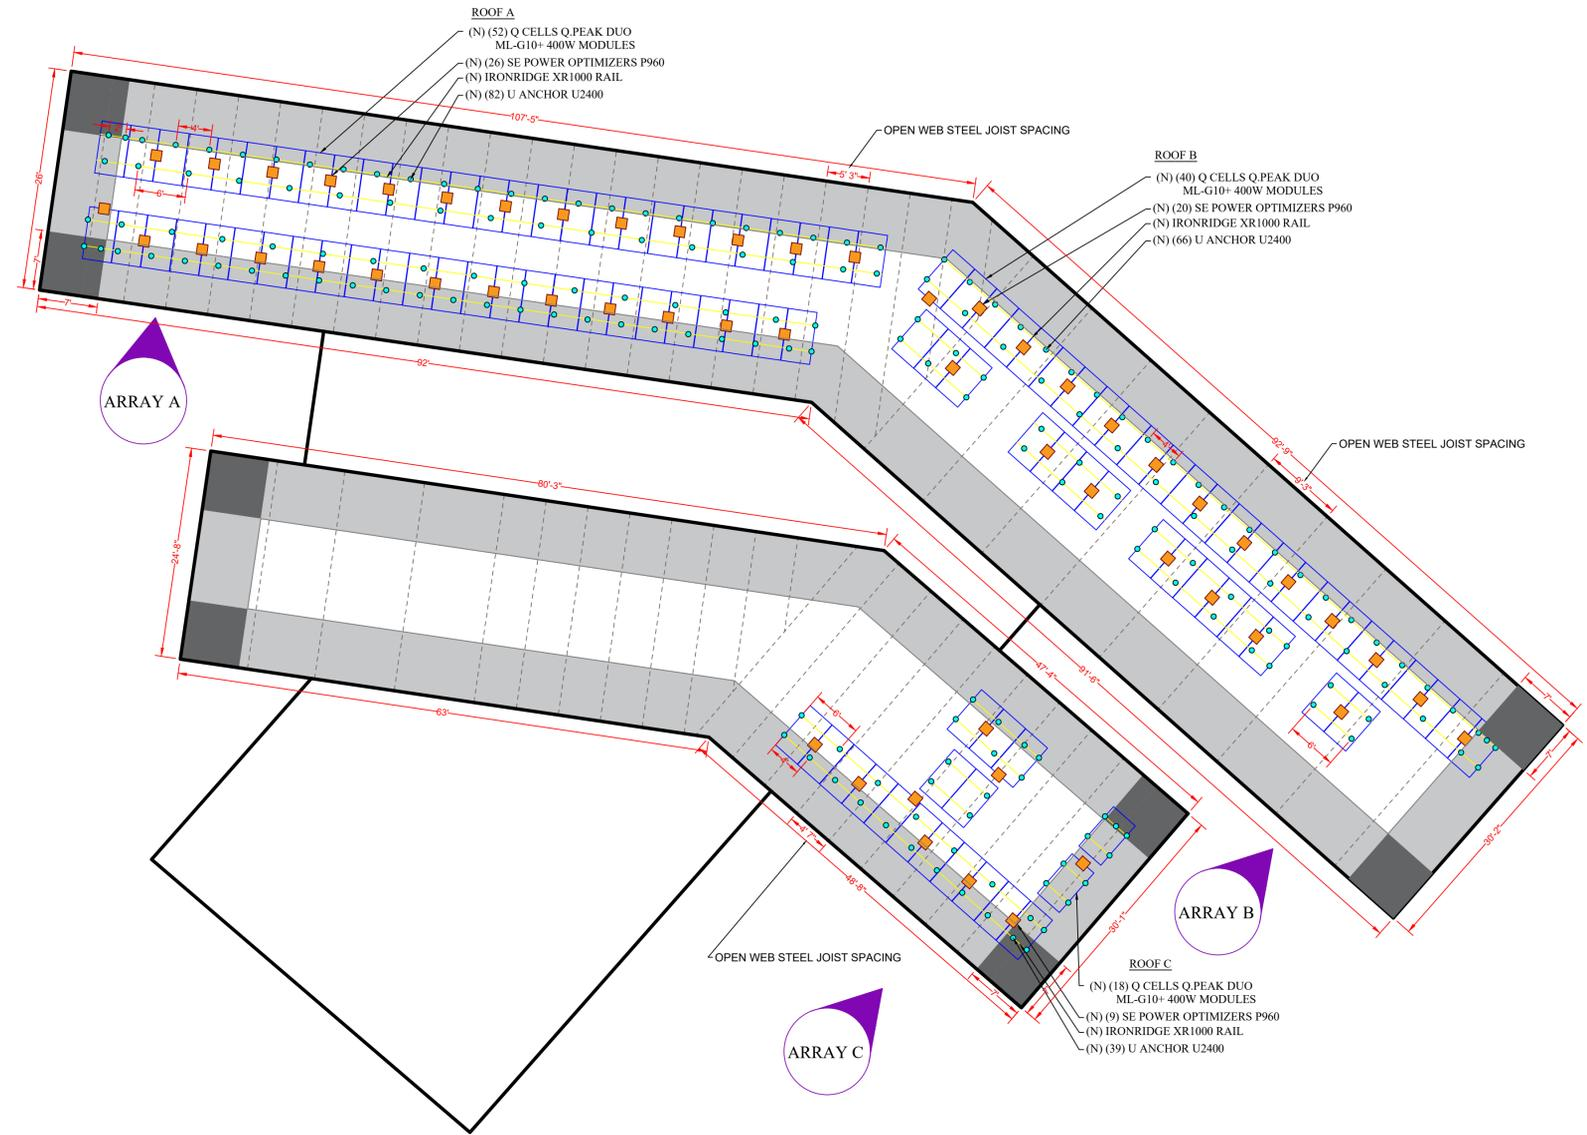 ROOF A
(N) (52) Q CELLS Q.PEAK DUO
ML-G10+ 400W MODULES
(N) (26) SE POWER OPTIMIZERS P960
(N) IRONRIDGE XR1000 RAIL
(N) (82) U ANCHOR U2400
107'-5"
OPEN WEB STEEL JOIST SPACING
5' 3"
4'
6'
26'
7'
7'
92'
ARRAY A
ROOF B
(N) (40) Q CELLS Q.PEAK DUO
ML-G10+ 400W MODULES
(N) (20) SE POWER OPTIMIZERS P960
(N) IRONRIDGE XR1000 RAIL
(N) (66) U ANCHOR U2400
92'-9"
OPEN WEB STEEL JOIST SPACING
9'-3"
4'
6'
7'
7'
30'-2"
91'-6"
47'-4"
ARRAY B
80'-3"
24'-8"
63'
6'
4'
4' 7"
48'-8"
OPEN WEB STEEL JOIST SPACING
7'
30'-1"
ROOF C
(N) (18) Q CELLS Q.PEAK DUO
ML-G10+ 400W MODULES
(N) (9) SE POWER OPTIMIZERS P960
(N) IRONRIDGE XR1000 RAIL
(N) (39) U ANCHOR U2400
ARRAY C